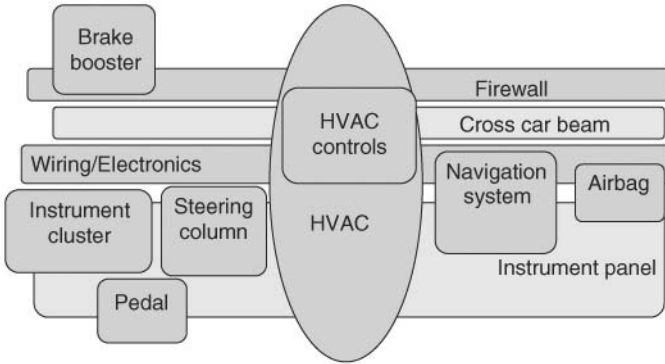 Brake
booster
Firewall
HVAC
controls
Cross car beam
Wiring/Electronics
Navigation
system
Airbag
Instrument
cluster
Steering
column
HVAC
Instrument panel
Pedal